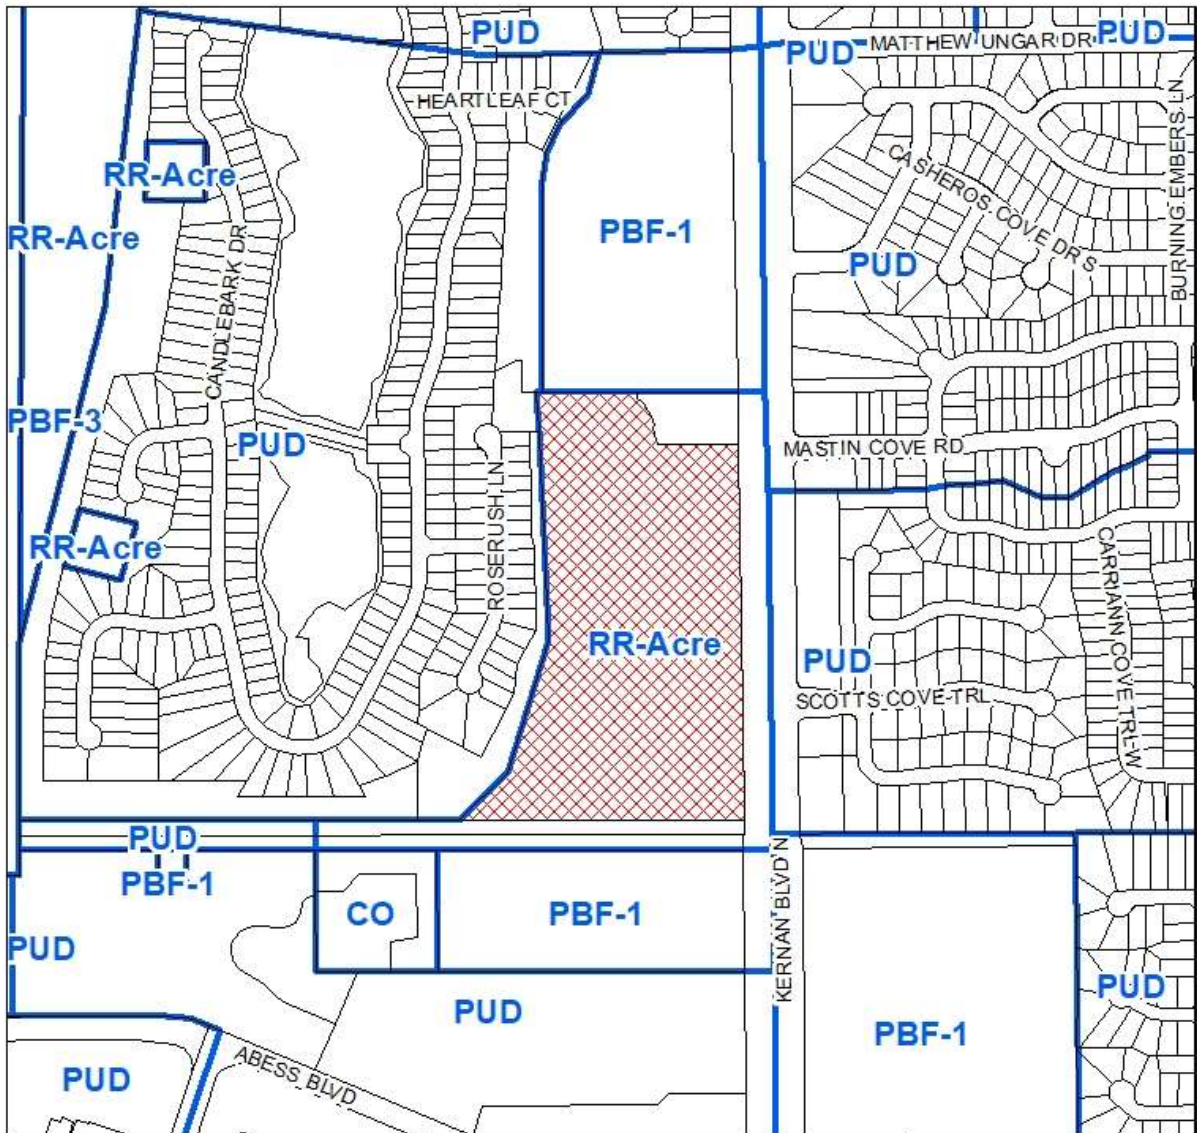 PUD
PUD
MATTHEW UNGAR DR
PUD
HEARTLEAF CT
BURNING EMBERS LN
RR-Acre
CASHEROS COVE DR S
RR-Acre
PBF-1
PUD
CANDLEBARK DR
PBF-3
PUD
MASTIN COVE RD
ROSERUSH LN
RR-Acre
CARRIANN COVE TRL W
RR-Acre
PUD
SCOTTS COVE TRL
PUD
PBF-1
CO
PBF-1
KERNAN BLVD N
PUD
PUD
PUD
PBF-1
PUD
ABESS BLVD